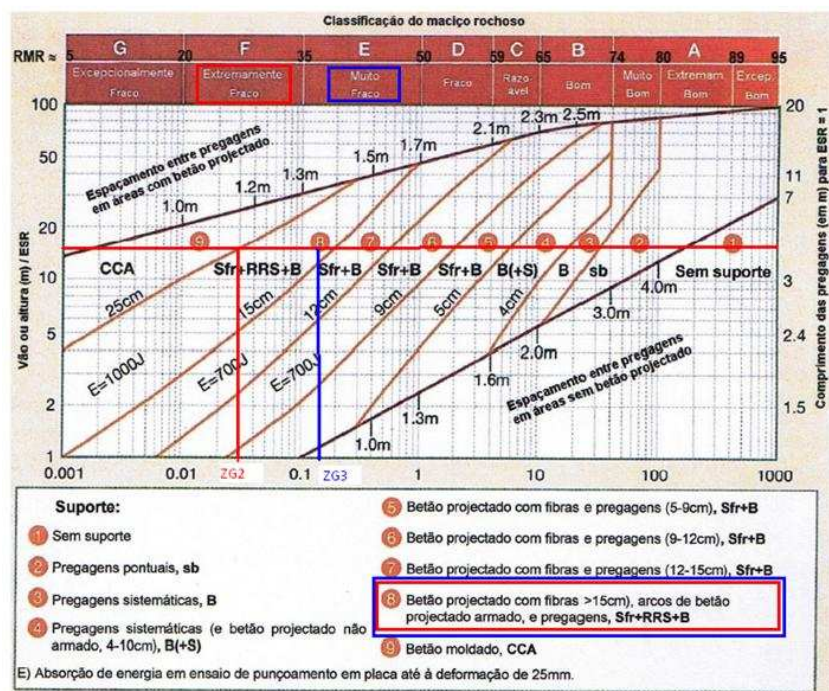 Classificação do maciço rochoso
RMR ≈ 5 20 35 50 59 65 74 80 89 95
G F E D C B A
Excepcionalmente Fraco
Extremamente Fraco
Muito Fraco
Fraco
Razo-ável
Bom
Muito Bom
Extremam. Bom
Excep. Bom
Vão ou altura (m) / ESR
100
50
20
10
5
2
1
Comprimento das pregagens (em m) para ESR = 1
20
11
7
3
2.4
1.5
Espaçamento entre pregagens
em áreas com betão projectado
1.0m 1.2m 1.3m 1.5m 1.7m 2.1m 2.3m 2.5m
9 8 7 6 5 4 3 2 1
CCA Sfr+RRS+B Sfr+B Sfr+B Sfr+B B(+S) B sb Sem suporte
25cm 15cm 12cm 9cm 5cm 4cm
E=1000J E=700J E=700J
1.0m 1.3m 1.6m 2.0m 3.0m 4.0m
Espaçamento entre pregagens
em áreas sem betão projectado
0.001 0.01 0.1 1 10 100 1000
ZG2 ZG3
Suporte:
1 Sem suporte
2 Pregagens pontuais, sb
3 Pregagens sistemáticas, B
4 Pregagens sistemáticas (e betão projectado não
armado, 4-10cm), B(+S)
5 Betão projectado com fibras e pregagens (5-9cm), Sfr+B
6 Betão projectado com fibras e pregagens (9-12cm), Sfr+B
7 Betão projectado com fibras e pregagens (12-15cm), Sfr+B
8 Betão projectado com fibras >15cm), arcos de betão
projectado armado, e pregagens, Sfr+RRS+B
9 Betão moldado, CCA
E) Absorção de energia em ensaio de punçoamento em placa até à deformação de 25mm.